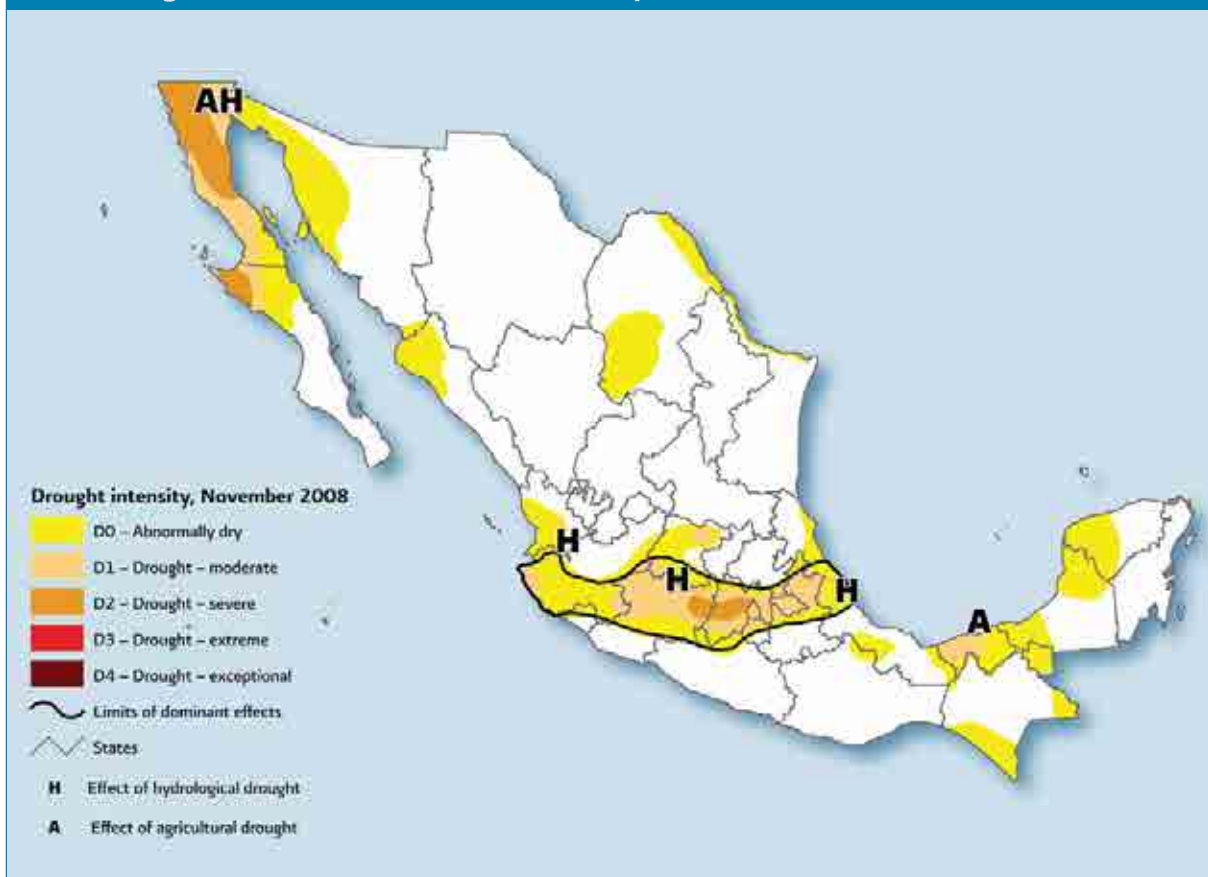 AH
H
H
H
A
Drought intensity, November 2008
D0 – Abnormally dry
D1 – Drought – moderate
D2 – Drought – severe
D3 – Drought – extreme
D4 – Drought – exceptional
Limits of dominant effects
States
H Effect of hydrological drought
A Effect of agricultural drought